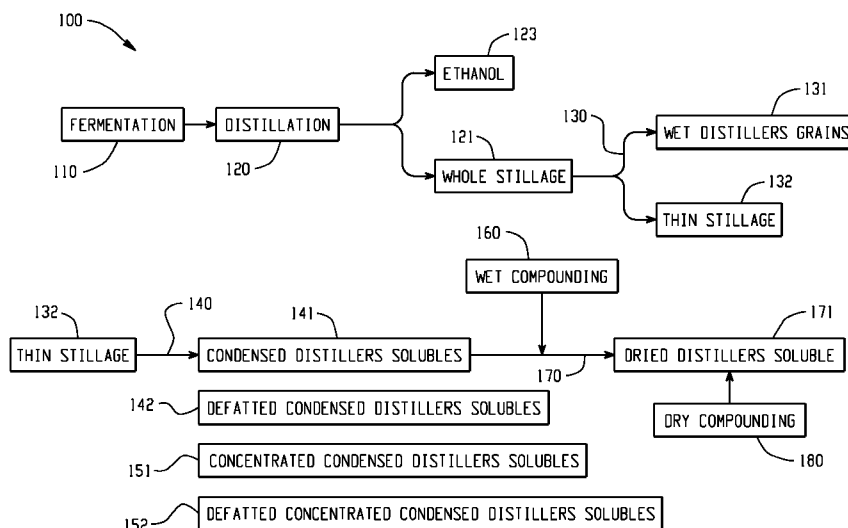 100
123
ETHANOL
131
130
FERMENTATION
DISTILLATION
WET DISTILLERS GRAINS
110
120
121
WHOLE STILLAGE
132
THIN STILLAGE
160
WET COMPOUNDING
132
140
141
171
THIN STILLAGE
CONDENSED DISTILLERS SOLUBLES
DRIED DISTILLERS SOLUBLE
170
142
DEFATTED CONDENSED DISTILLERS SOLUBLES
DRY COMPOUNDING
151
CONCENTRATED CONDENSED DISTILLERS SOLUBLES
180
152
DEFATTED CONCENTRATED CONDENSED DISTILLERS SOLUBLES